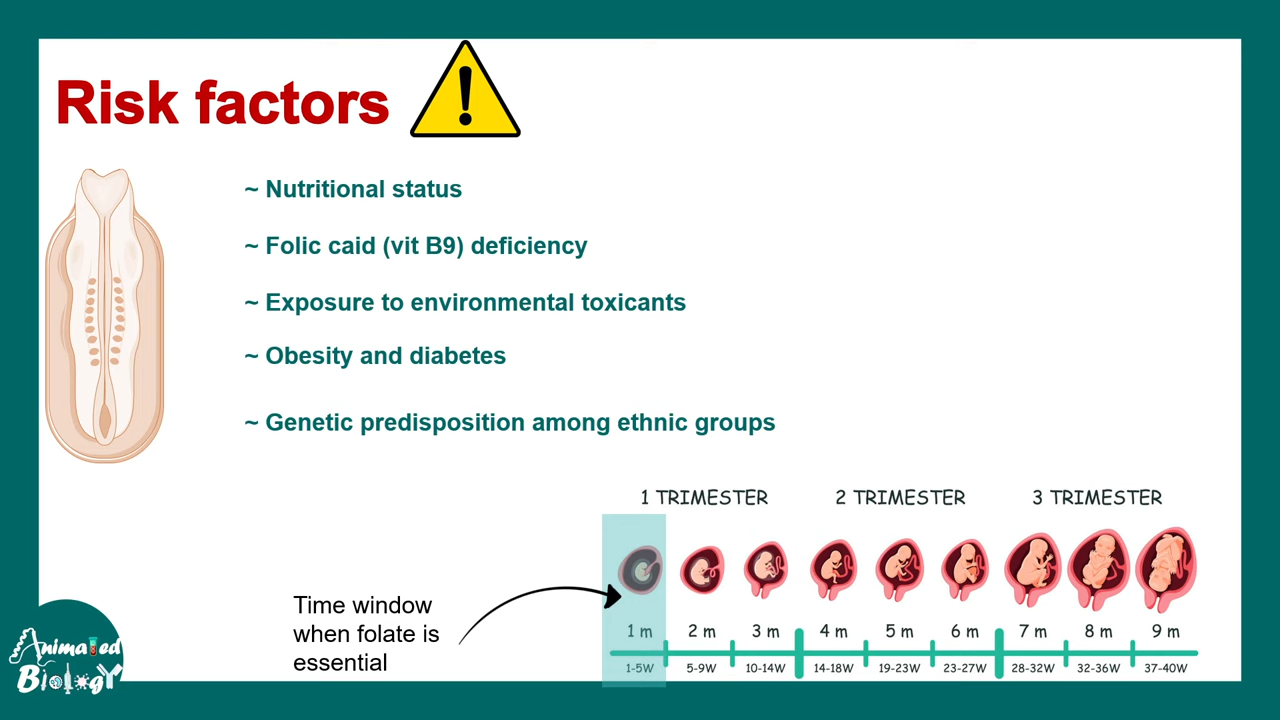 Risk factors
~ Nutritional status
~ Folic caid (vit B9) deficiency
~ Exposure to environmental toxicants
~ Obesity and diabetes
~ Genetic predisposition among ethnic groups
1 TRIMESTER 2 TRIMESTER 3 TRIMESTER
Time window
when folate is
essential
1 m 2 m 3 m 4 m 5 m 6 m 7 m 8 m 9 m
1-5W 5-9W 10-14W 14-18W 19-23W 23-27W 28-32W 32-36W 37-40W
Animated
Biology